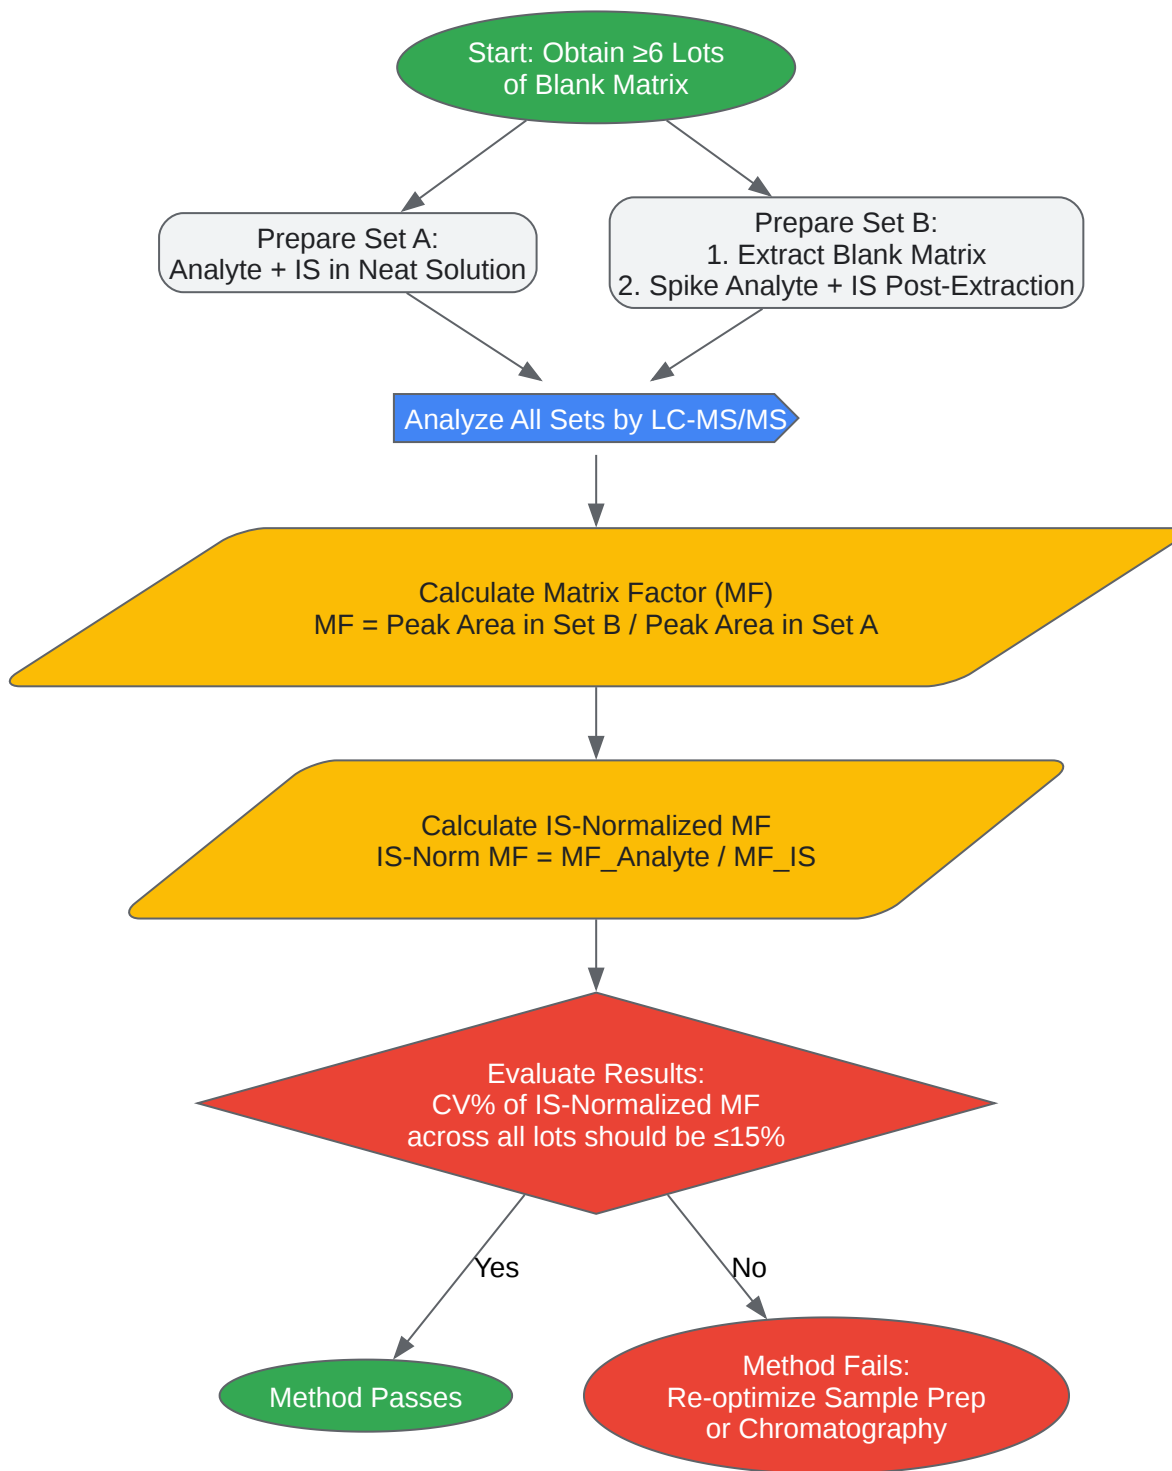 Start: Obtain ≥6 Lots
of Blank Matrix
Prepare Set A:
Analyte + IS in Neat Solution
Prepare Set B:
1. Extract Blank Matrix
2. Spike Analyte + IS Post-Extraction
Analyze All Sets by LC-MS/MS
Calculate Matrix Factor (MF)
MF = Peak Area in Set B / Peak Area in Set A
Calculate IS-Normalized MF
IS-Norm MF = MF_Analyte / MF_IS
Evaluate Results:
CV% of IS-Normalized MF
across all lots should be ≤15%
Yes
No
Method Passes
Method Fails:
Re-optimize Sample Prep
or Chromatography